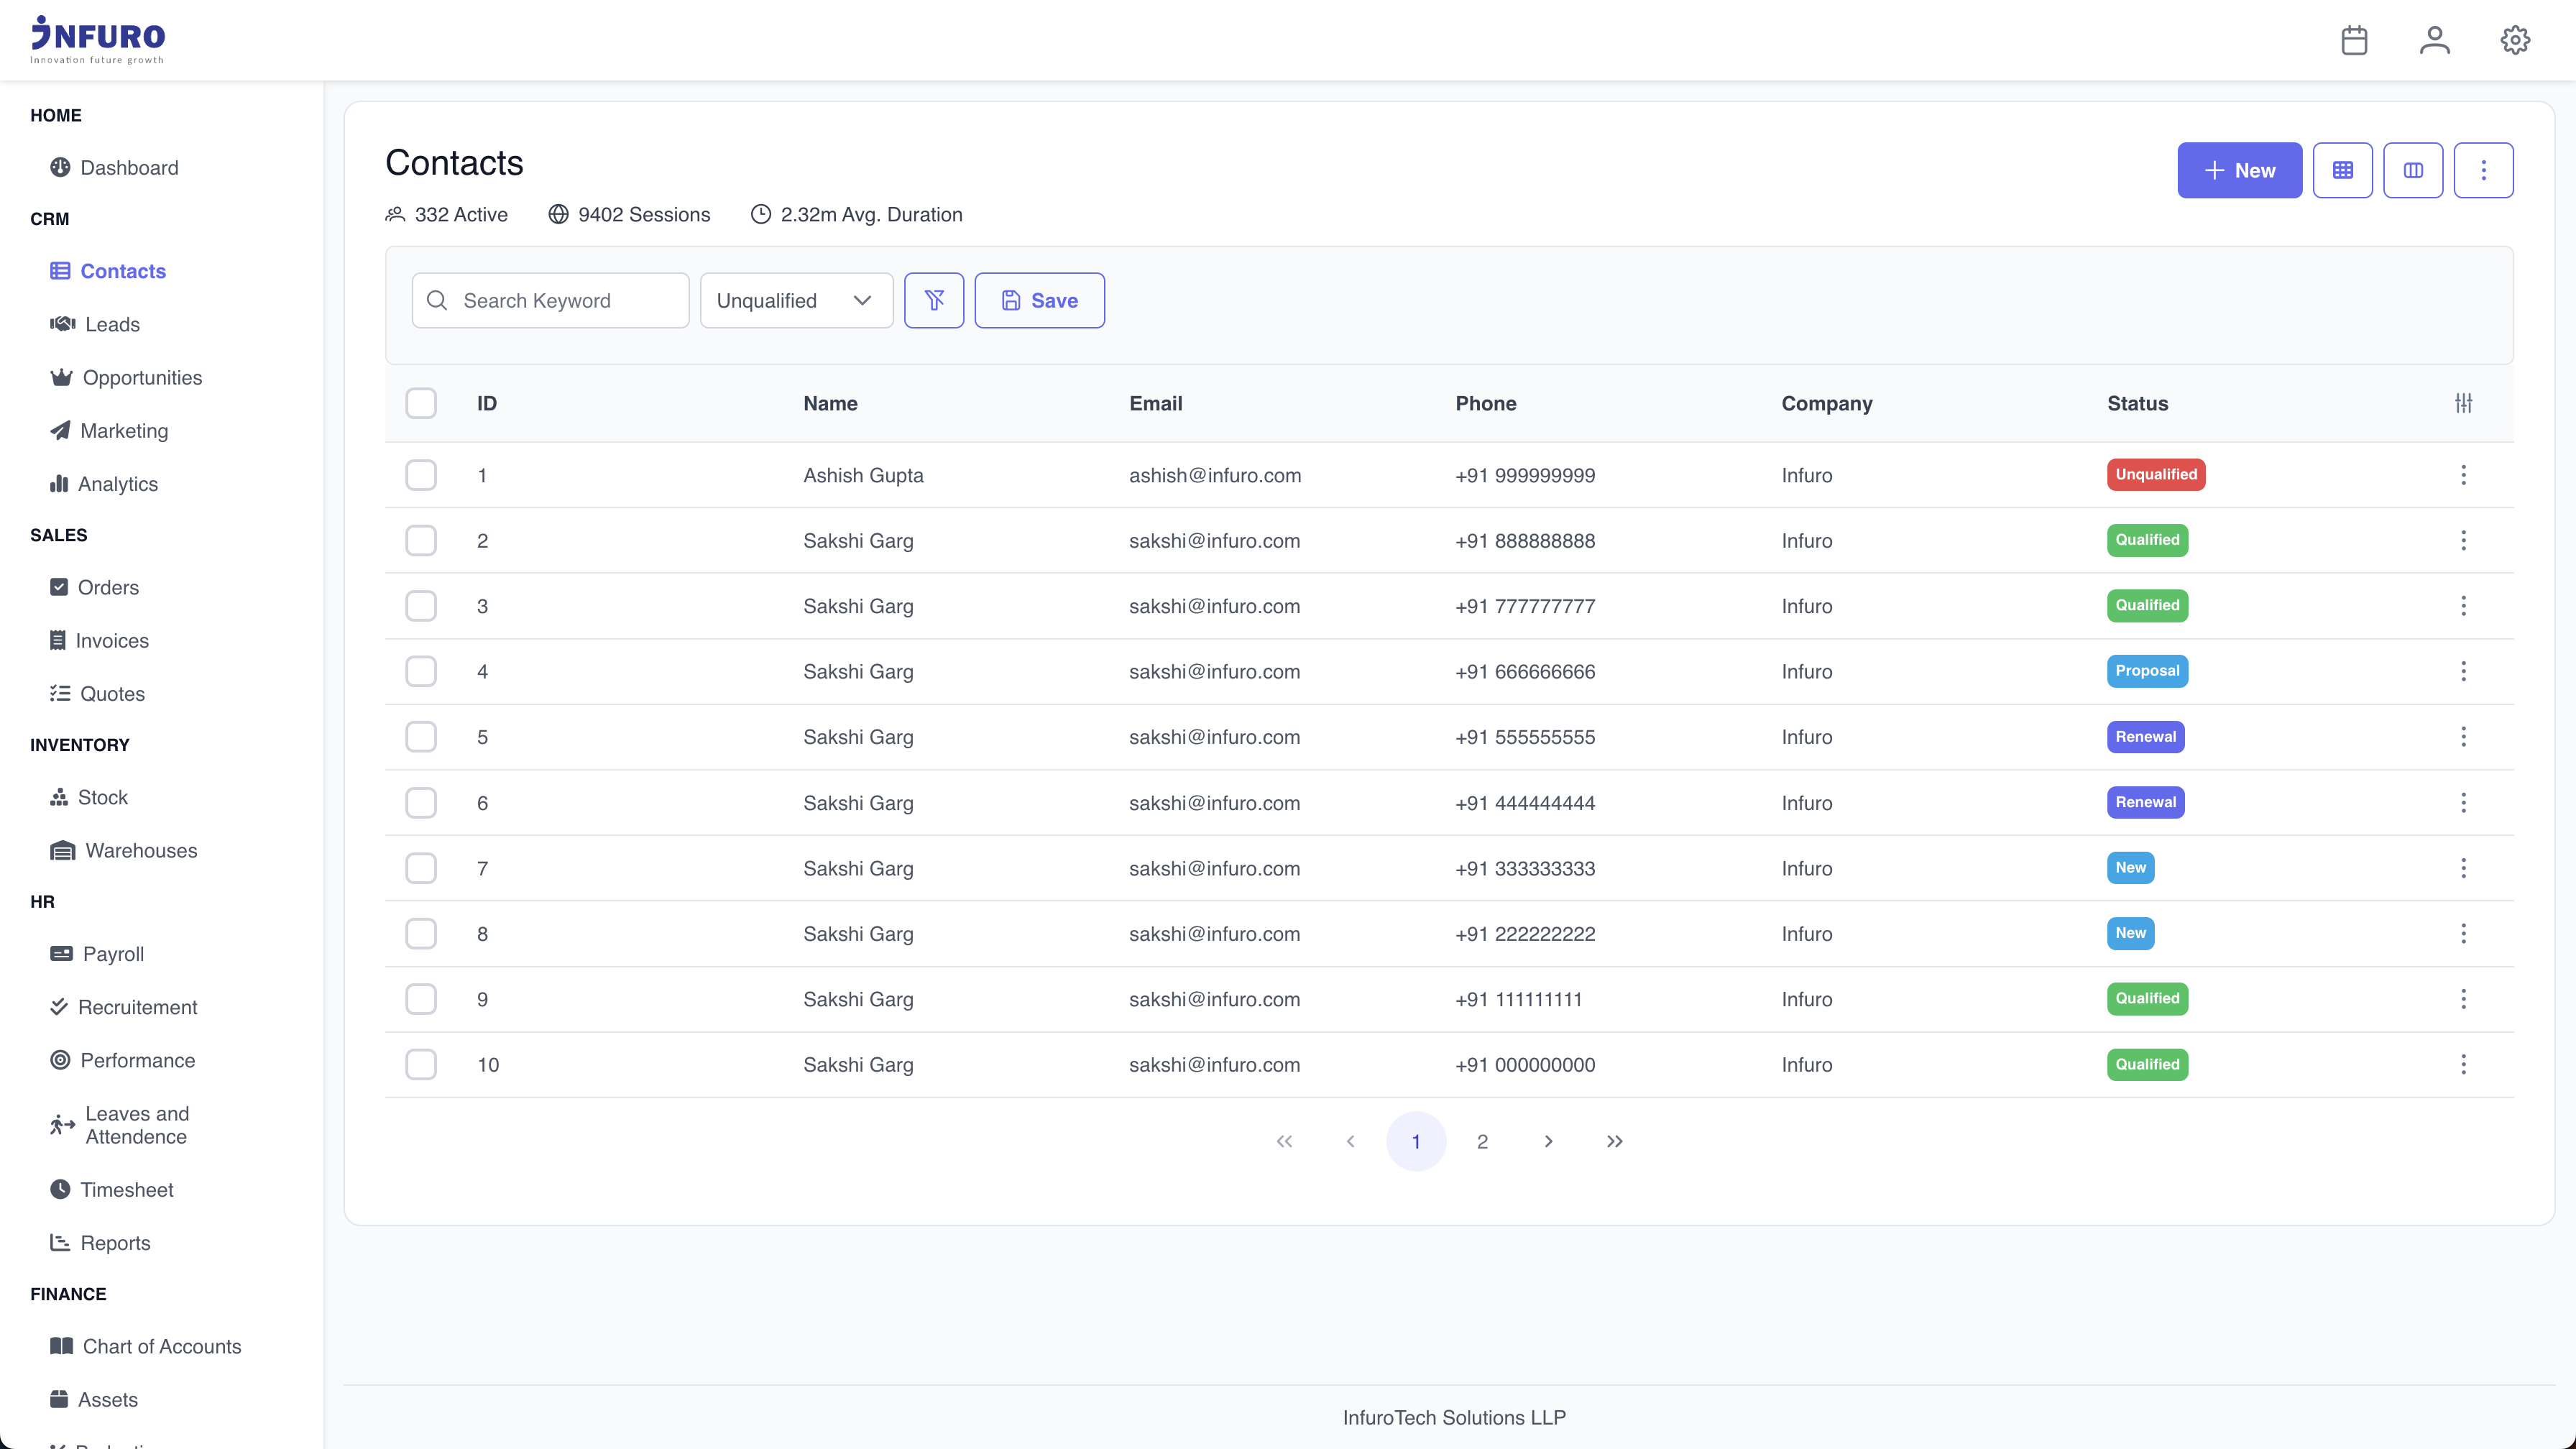 INFURO
Innovation future growth
HOME
Dashboard
CRM
Contacts
Leads
Opportunities
Marketing
Analytics
SALES
Orders
Invoices
Quotes
INVENTORY
Stock
Warehouses
HR
Payroll
Recruitement
Performance
Leaves and
Attendence
Timesheet
Reports
FINANCE
Chart of Accounts
Assets
Contacts
New
332 Active 9402 Sessions 2.32m Avg. Duration
Search Keyword Unqualified Save
ID Name Email Phone Company Status
1 Ashish Gupta ashish@infuro.com +91 999999999 Infuro Unqualified
2 Sakshi Garg sakshi@infuro.com +91 888888888 Infuro Qualified
3 Sakshi Garg sakshi@infuro.com +91 777777777 Infuro Qualified
4 Sakshi Garg sakshi@infuro.com +91 666666666 Infuro Proposal
5 Sakshi Garg sakshi@infuro.com +91 555555555 Infuro Renewal
6 Sakshi Garg sakshi@infuro.com +91 444444444 Infuro Renewal
7 Sakshi Garg sakshi@infuro.com +91 333333333 Infuro New
8 Sakshi Garg sakshi@infuro.com +91 222222222 Infuro New
9 Sakshi Garg sakshi@infuro.com +91 111111111 Infuro Qualified
10 Sakshi Garg sakshi@infuro.com +91 000000000 Infuro Qualified
1 2
InfuroTech Solutions LLP